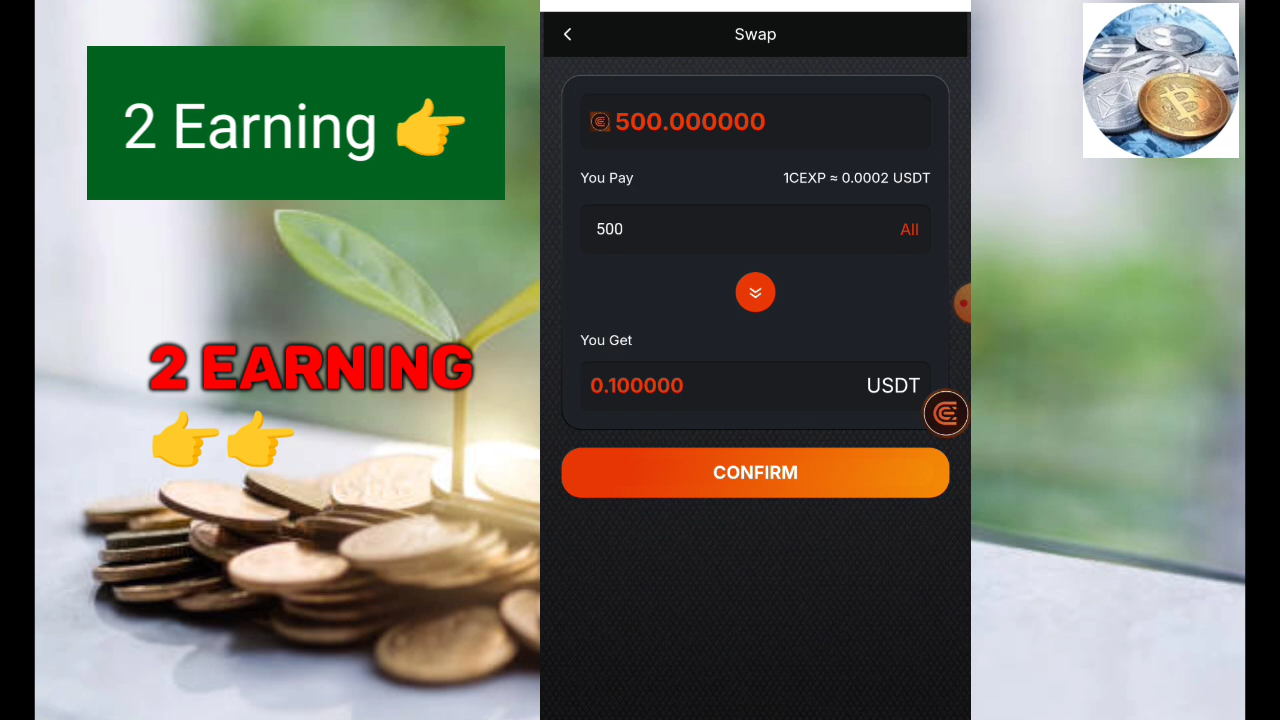 2 Earning 👉
2 EARNING
👉👉
Swap
500.000000
You Pay
1CEXP ≈ 0.0002 USDT
500
All
You Get
0.100000
USDT
CONFIRM